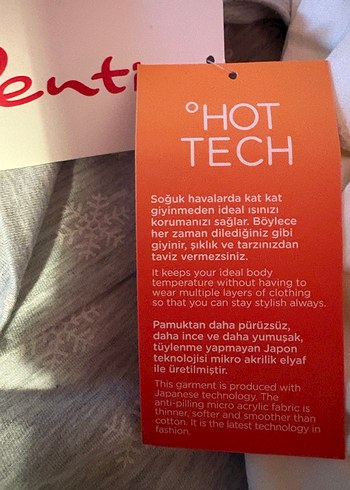 Penti
°HOT
TECH
Soğuk havalarda kat kat
giyinmeden ideal ısınızı
korumanızı sağlar. Böylece
her zaman dilediğiniz gibi
giyinir, şıklık ve tarzınızdan
taviz vermezsiniz.
It keeps your ideal body
temperature without having to
wear multiple layers of clothing
so that you can stay stylish always.
Pamuktan daha pürüzsüz,
daha ince ve daha yumuşak,
tüylenme yapmayan Japon
teknolojisi mikro akrilik elyaf
ile üretilmiştir.
This garment is produced with
Japanese technology. The
anti-pilling micro acrylic fabric is
thinner, softer and smoother than
cotton. It is the latest technology in
fashion.